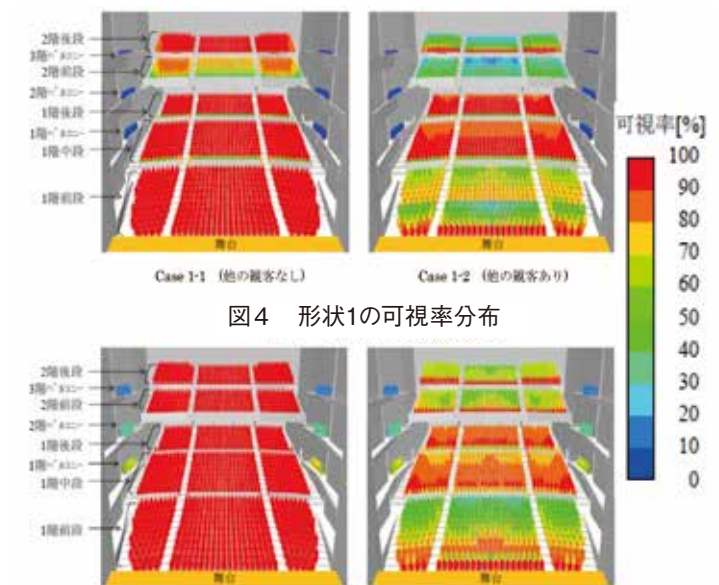 2階後段
3階バルコニー
2階前段
2階バルコニー
1階後段
1階バルコニー
1階中段
1階前段
舞台
舞台
Case 1-1 (他の観客なし)
Case 1-2 (他の観客あり)
図4 形状1の可視率分布
可視率[%]
100
90
80
70
60
50
40
30
20
10
0
2階後段
3階バルコニー
2階前段
2階バルコニー
1階後段
1階バルコニー
1階中段
1階前段
舞台
舞台